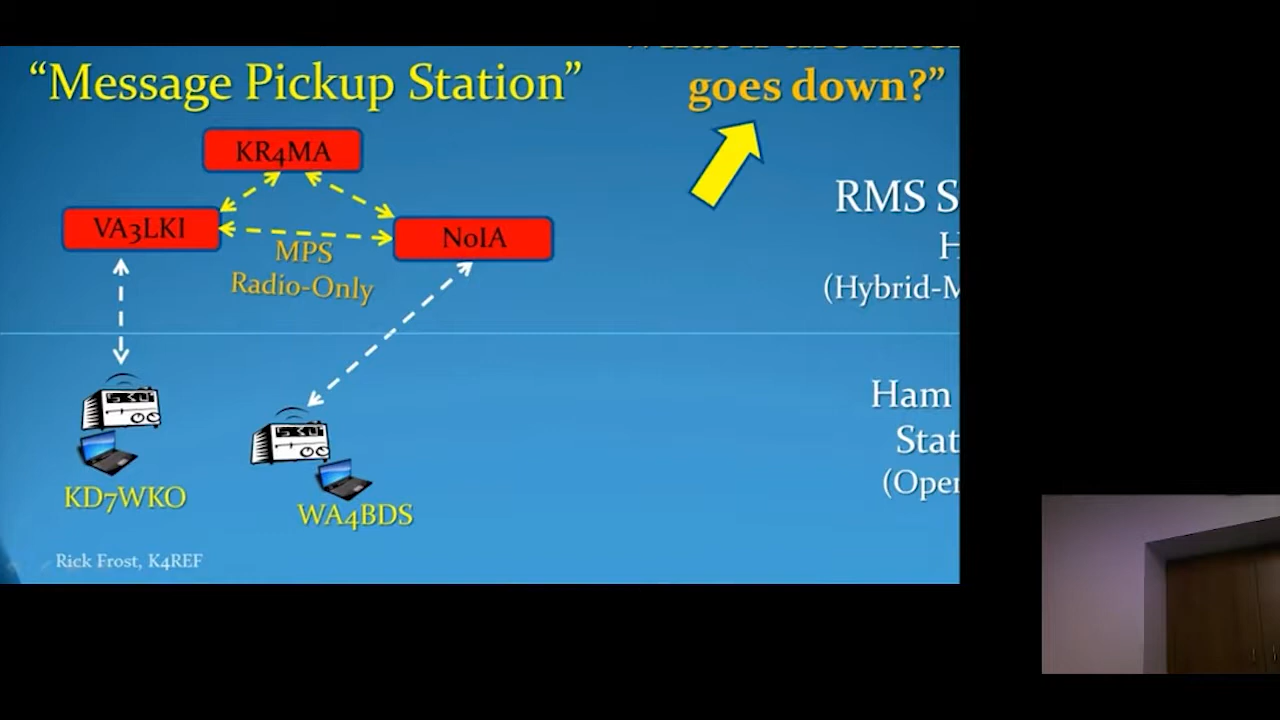 “Message Pickup Station”
goes down?”
KR4MA
VA3LKI
N0IA
MPS
Radio-Only
RMS S
H
(Hybrid-M
Ham
Stat
(Oper
KD7WKO
WA4BDS
Rick Frost, K4REF